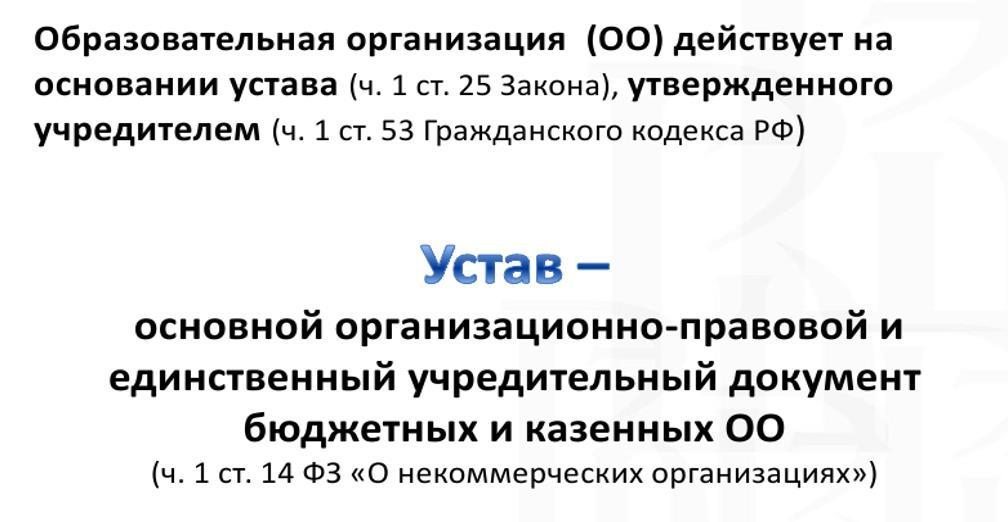 Образовательная организация (ОО) действует на
основании устава (ч. 1 ст. 25 Закона), утвержденного
учредителем (ч. 1 ст. 53 Гражданского кодекса РФ)
Устав –
основной организационно-правовой и
единственный учредительный документ
бюджетных и казенных ОО
(ч. 1 ст. 14 ФЗ «О некоммерческих организациях»)